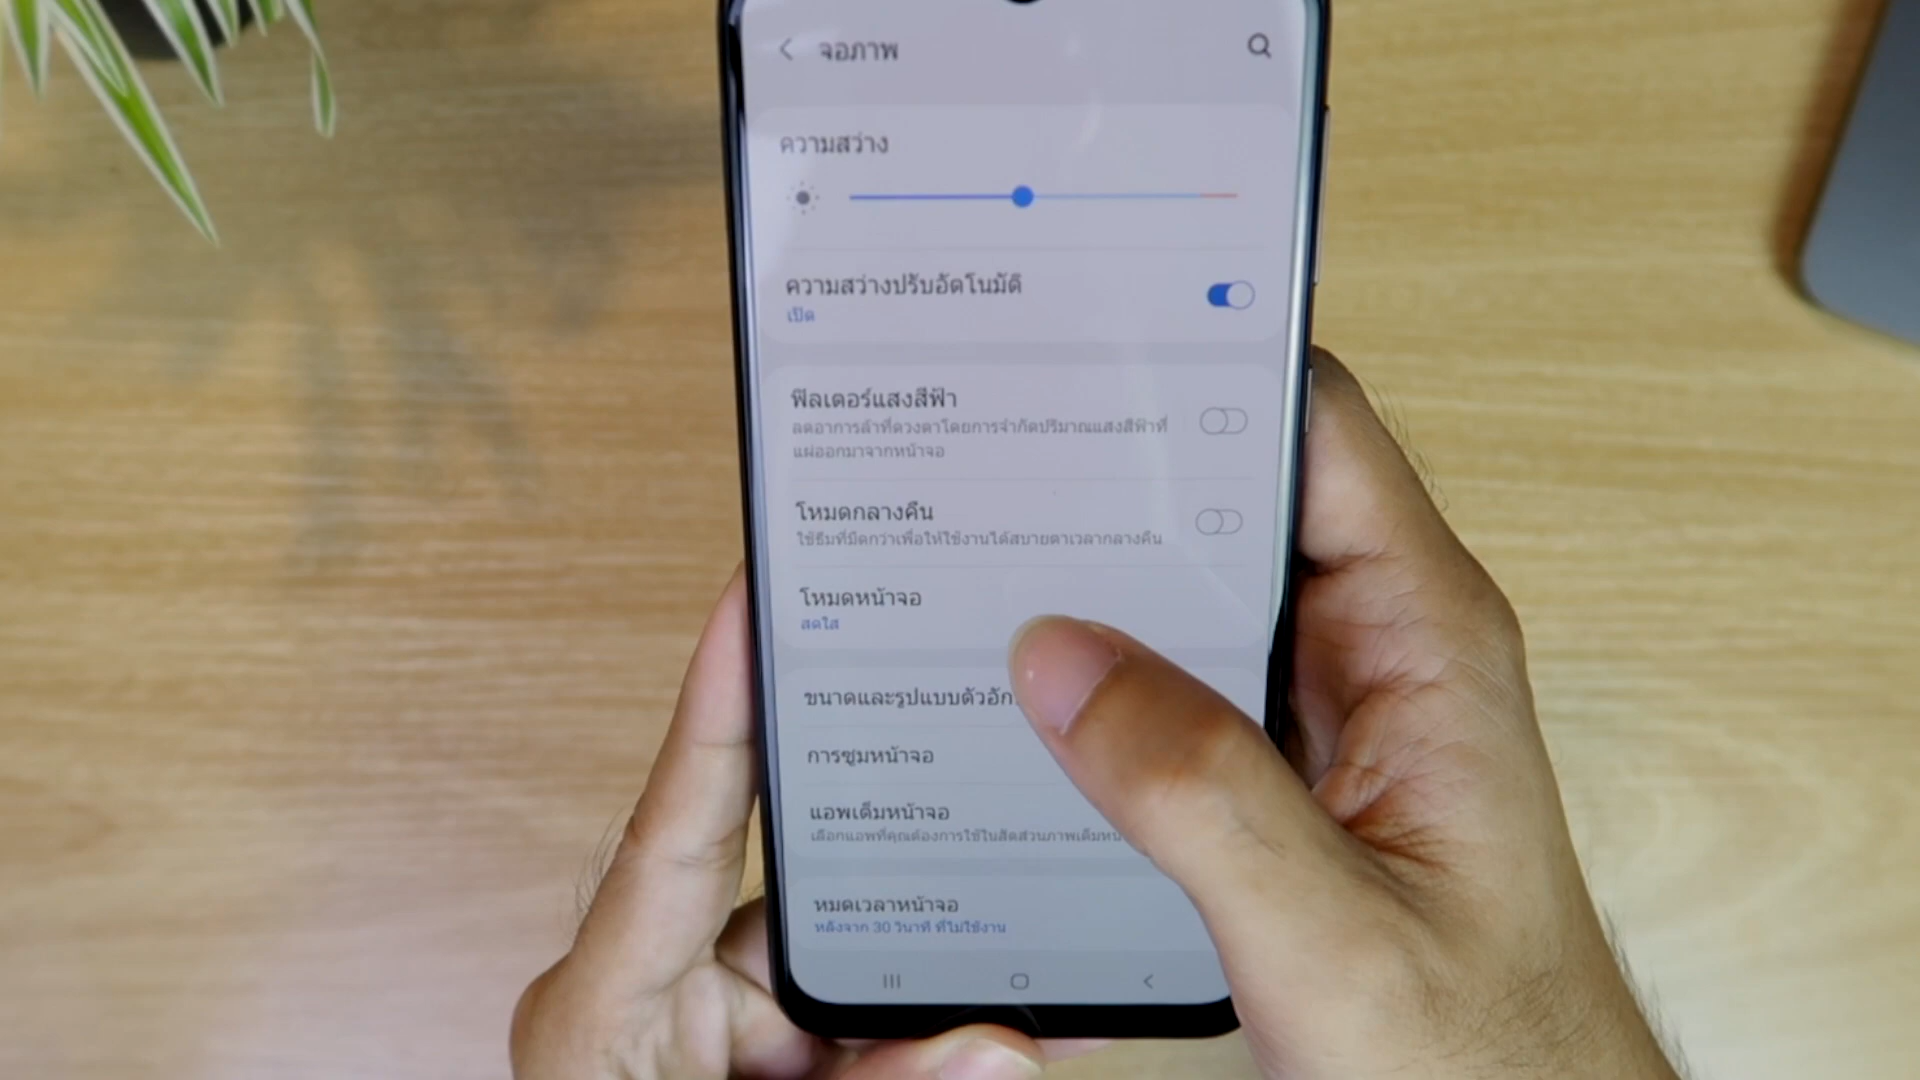 จอภาพ
ความสว่าง
ความสว่างปรับอัตโนมัติ
เปิด
ฟิลเตอร์แสงสีฟ้า
ลดอาการล้าที่ดวงตาโดยการจำกัดปริมาณแสงสีฟ้าที่
แผ่ออกมาจากหน้าจอ
โหมดกลางคืน
ใช้ธีมที่มืดกว่าเพื่อให้ใช้งานได้สบายตาเวลากลางคืน
โหมดหน้าจอ
สดใส
ขนาดและรูปแบบตัวอัก
การซูมหน้าจอ
แอพเต็มหน้าจอ
เลือกแอพที่คุณต้องการใช้ในสัดส่วนภาพเต็มหน
หมดเวลาหน้าจอ
หลังจาก 30 วินาที ที่ไม่ใช้งาน